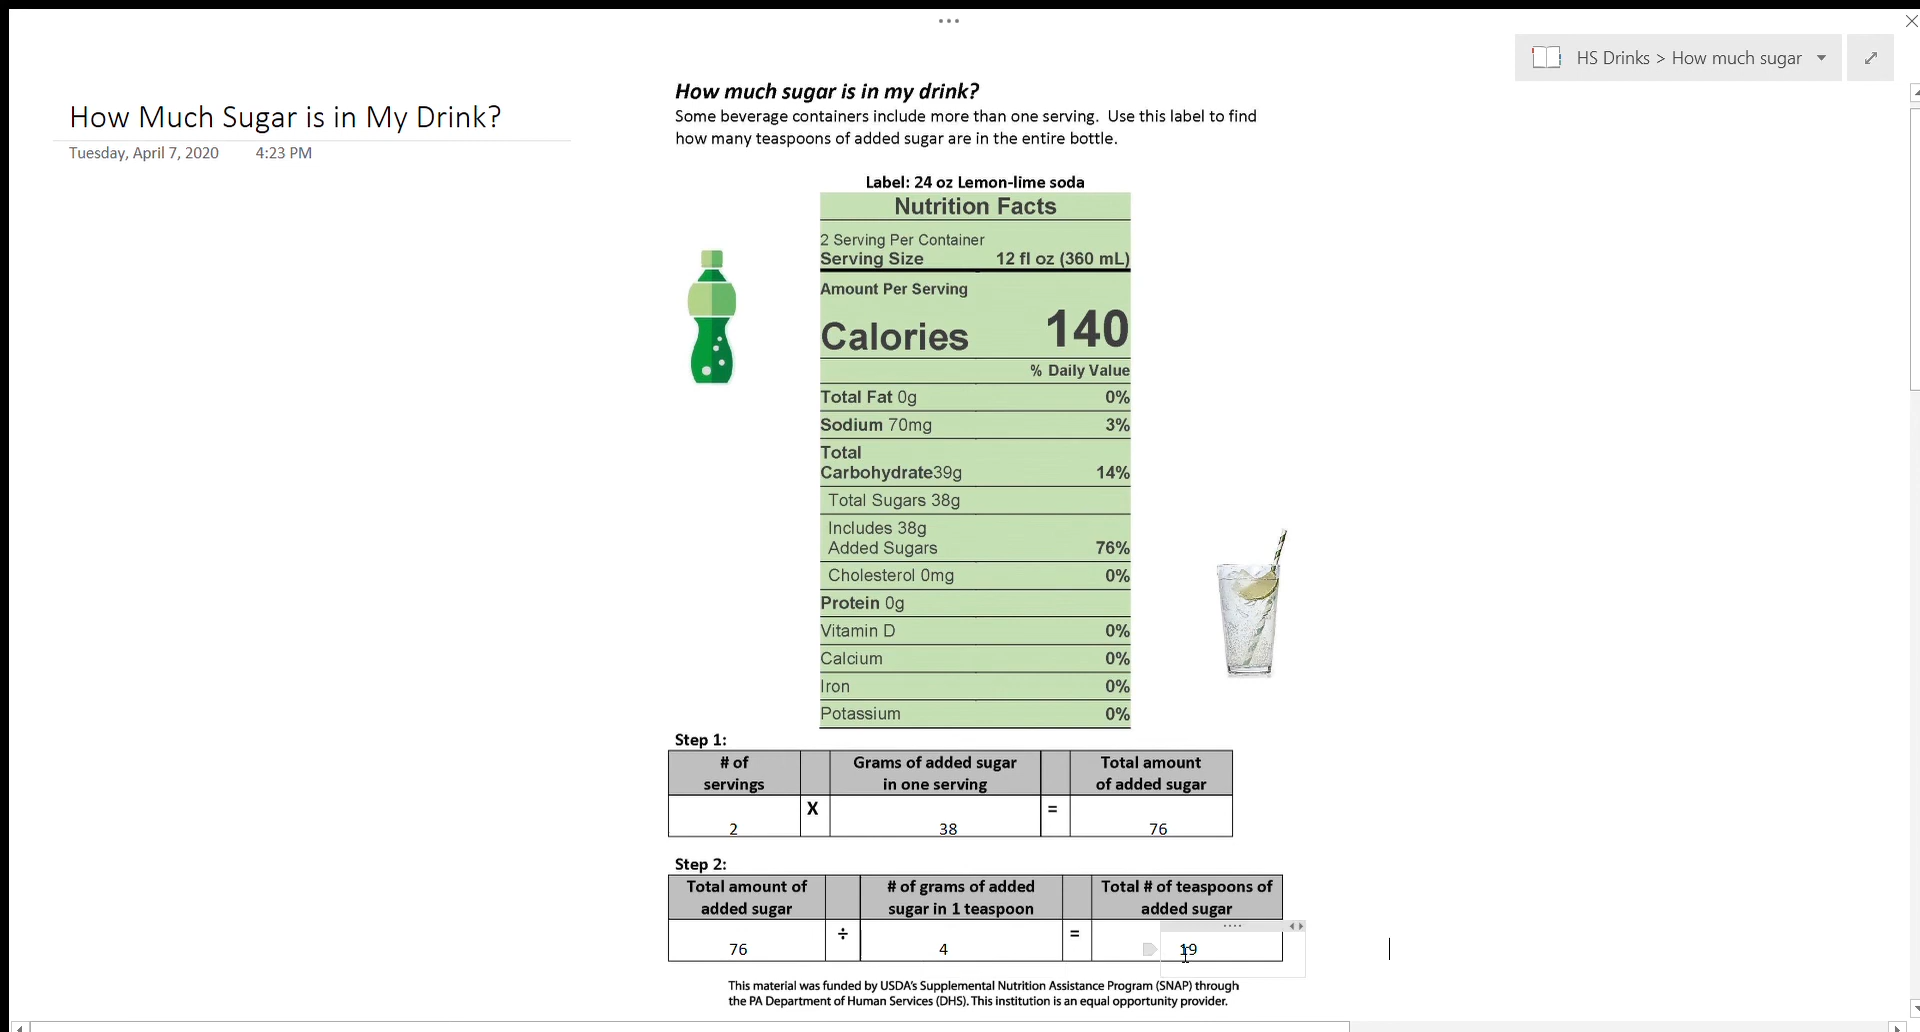 HS Drinks > How much sugar
How Much Sugar is in My Drink?
Tuesday, April 7, 2020 4:23 PM
How much sugar is in my drink?
Some beverage containers include more than one serving. Use this label to find
how many teaspoons of added sugar are in the entire bottle.
Label: 24 oz Lemon-lime soda
Nutrition Facts
2 Serving Per Container
Serving Size 12 fl oz (360 mL)
Amount Per Serving
Calories 140
% Daily Value
Total Fat 0g 0%
Sodium 70mg 3%
Total
Carbohydrate39g 14%
Total Sugars 38g
Includes 38g
Added Sugars 76%
Cholesterol 0mg 0%
Protein 0g
Vitamin D 0%
Calcium 0%
Iron 0%
Potassium 0%
Step 1:
# of Grams of added sugar Total amount
servings in one serving of added sugar
X =
2 38 76
Step 2:
Total amount of # of grams of added Total # of teaspoons of
added sugar sugar in 1 teaspoon added sugar
÷ =
76 4 19
This material was funded by USDA's Supplemental Nutrition Assistance Program (SNAP) through
the PA Department of Human Services (DHS). This institution is an equal opportunity provider.